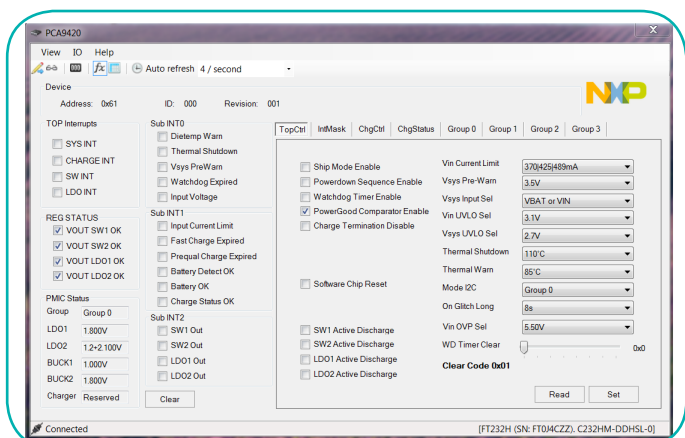 PCA9420
X
View IO Help
fx Auto refresh 4 / second
Device
Address: 0x61 ID: 000 Revision: 001
NXP
TOP Interrupts
SYS INT
CHARGE INT
SW INT
LDO INT
REG STATUS
VOUT SW1 OK
VOUT SW2 OK
VOUT LDO1 OK
VOUT LDO2 OK
PMIC Status
Group Group 0
LDO1 1.800V
LDO2 1.2+2.100V
BUCK1 1.000V
BUCK2 1.800V
Charger Reserved
Sub INT0
Dietemp Warn
Thermal Shutdown
Vsys PreWarn
Watchdog Expired
Input Voltage
Sub INT1
Input Current Limit
Fast Charge Expired
Prequal Charge Expired
Battery Detect OK
Battery OK
Charge Status OK
Sub INT2
SW1 Out
SW2 Out
LDO1 Out
LDO2 Out
Clear
TopCtrl IntMask ChgCtrl ChgStatus Group 0 Group 1 Group 2 Group 3
Ship Mode Enable
Powerdown Sequence Enable
Watchdog Timer Enable
PowerGood Comparator Enable
Charge Termination Disable
Software Chip Reset
SW1 Active Discharge
SW2 Active Discharge
LDO1 Active Discharge
LDO2 Active Discharge
Vin Current Limit 370|425|489mA
Vsys Pre-Warn 3.5V
Vsys Input Sel VBAT or VIN
Vin UVLO Sel 3.1V
Vsys UVLO Sel 2.7V
Thermal Shutdown 110°C
Thermal Warn 85°C
Mode I2C Group 0
On Glitch Long 8s
Vin OVP Sel 5.50V
WD Timer Clear 0x0
Clear Code 0x01
Read Set
Connected [FT232H (SN: FT0J4CZZ). C232HM-DDHSL-0]